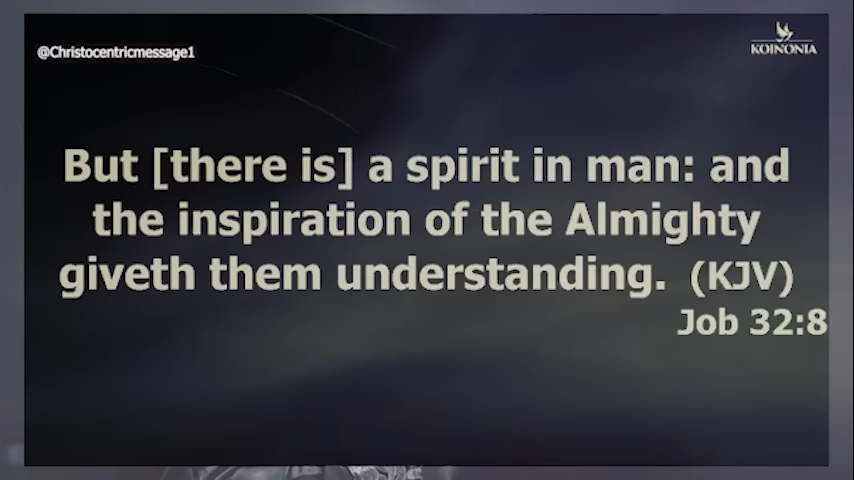 @Christocentricmessage1
KOINONIA
But [there is] a spirit in man: and
the inspiration of the Almighty
giveth them understanding. (KJV)
Job 32:8